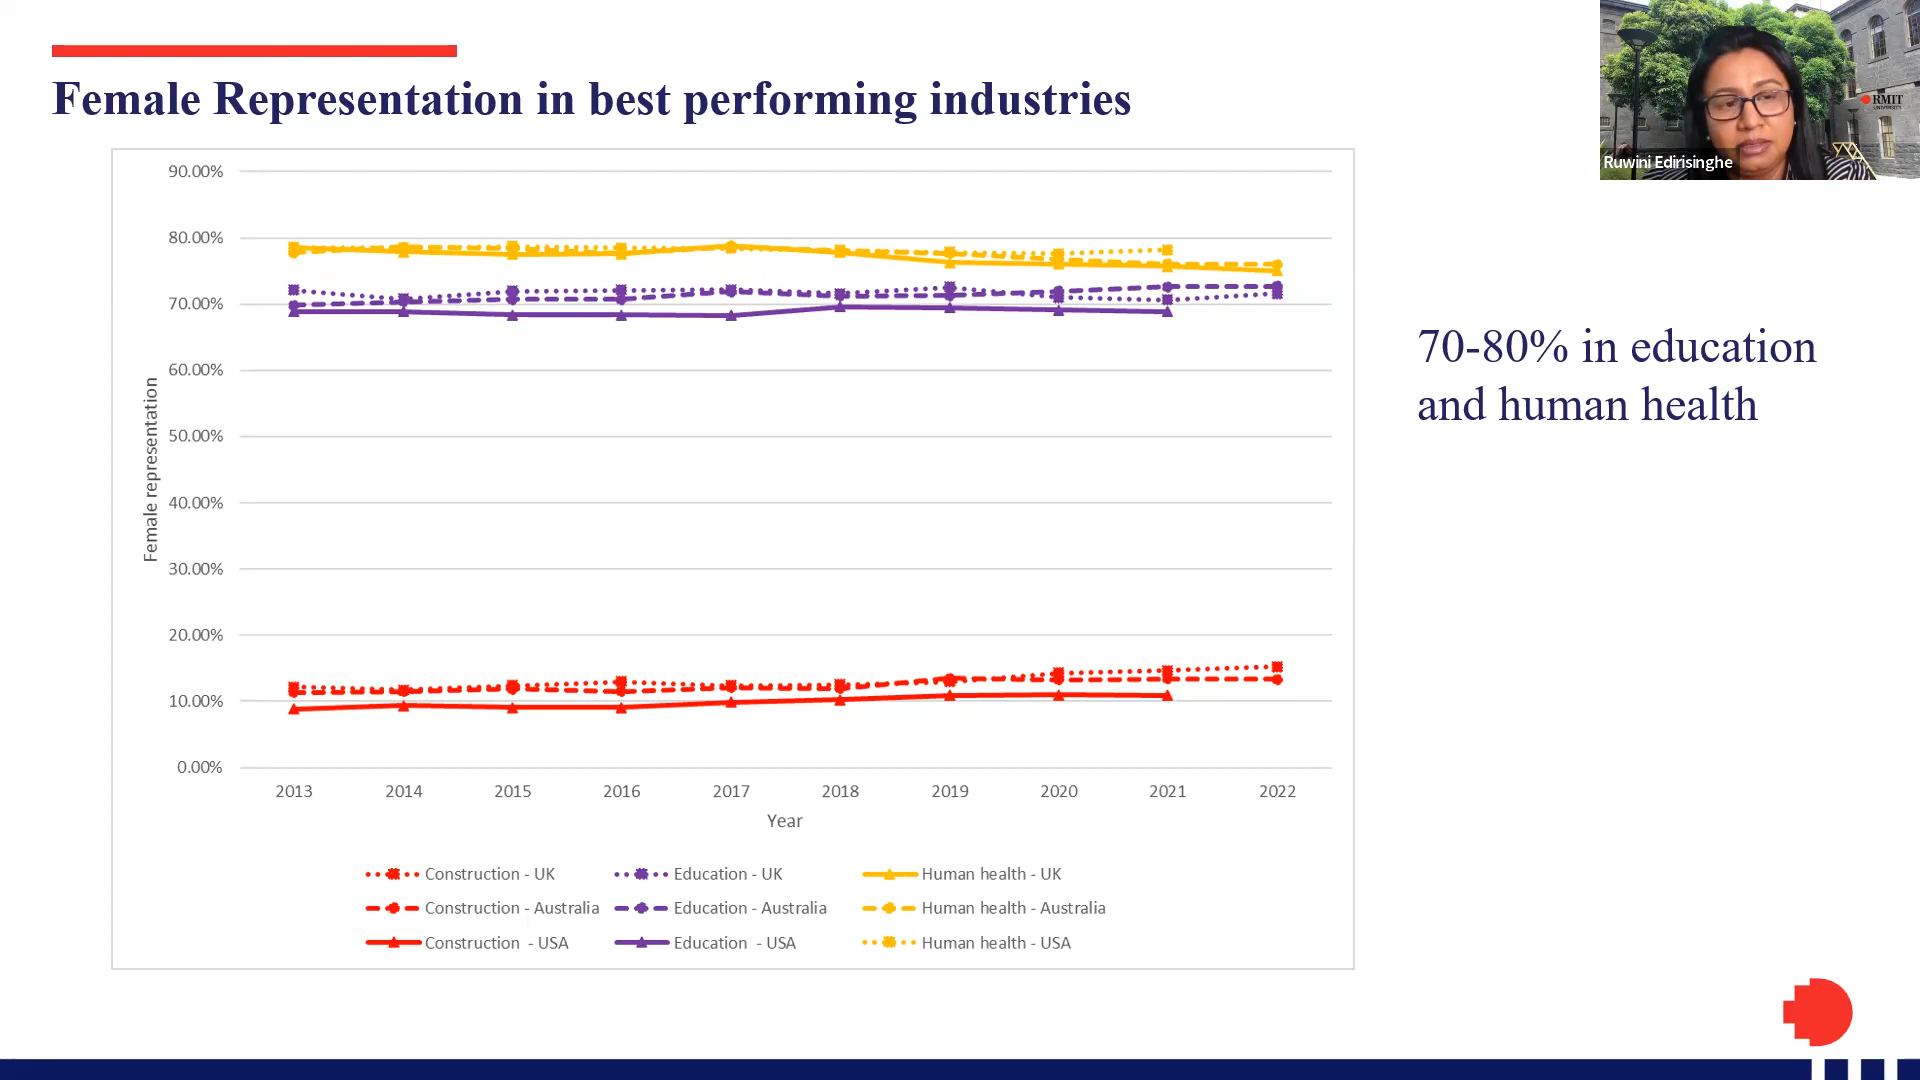 Female Representation in best performing industries
RMIT
UNIVERSITY
Ruwini Edirisinghe
90.00%
80.00%
70.00%
60.00%
50.00%
40.00%
30.00%
20.00%
10.00%
0.00%
Female representation
2013 2014 2015 2016 2017 2018 2019 2020 2021 2022
Year
Construction - UK Education - UK Human health - UK
Construction - Australia Education - Australia Human health - Australia
Construction - USA Education - USA Human health - USA
70-80% in education
and human health